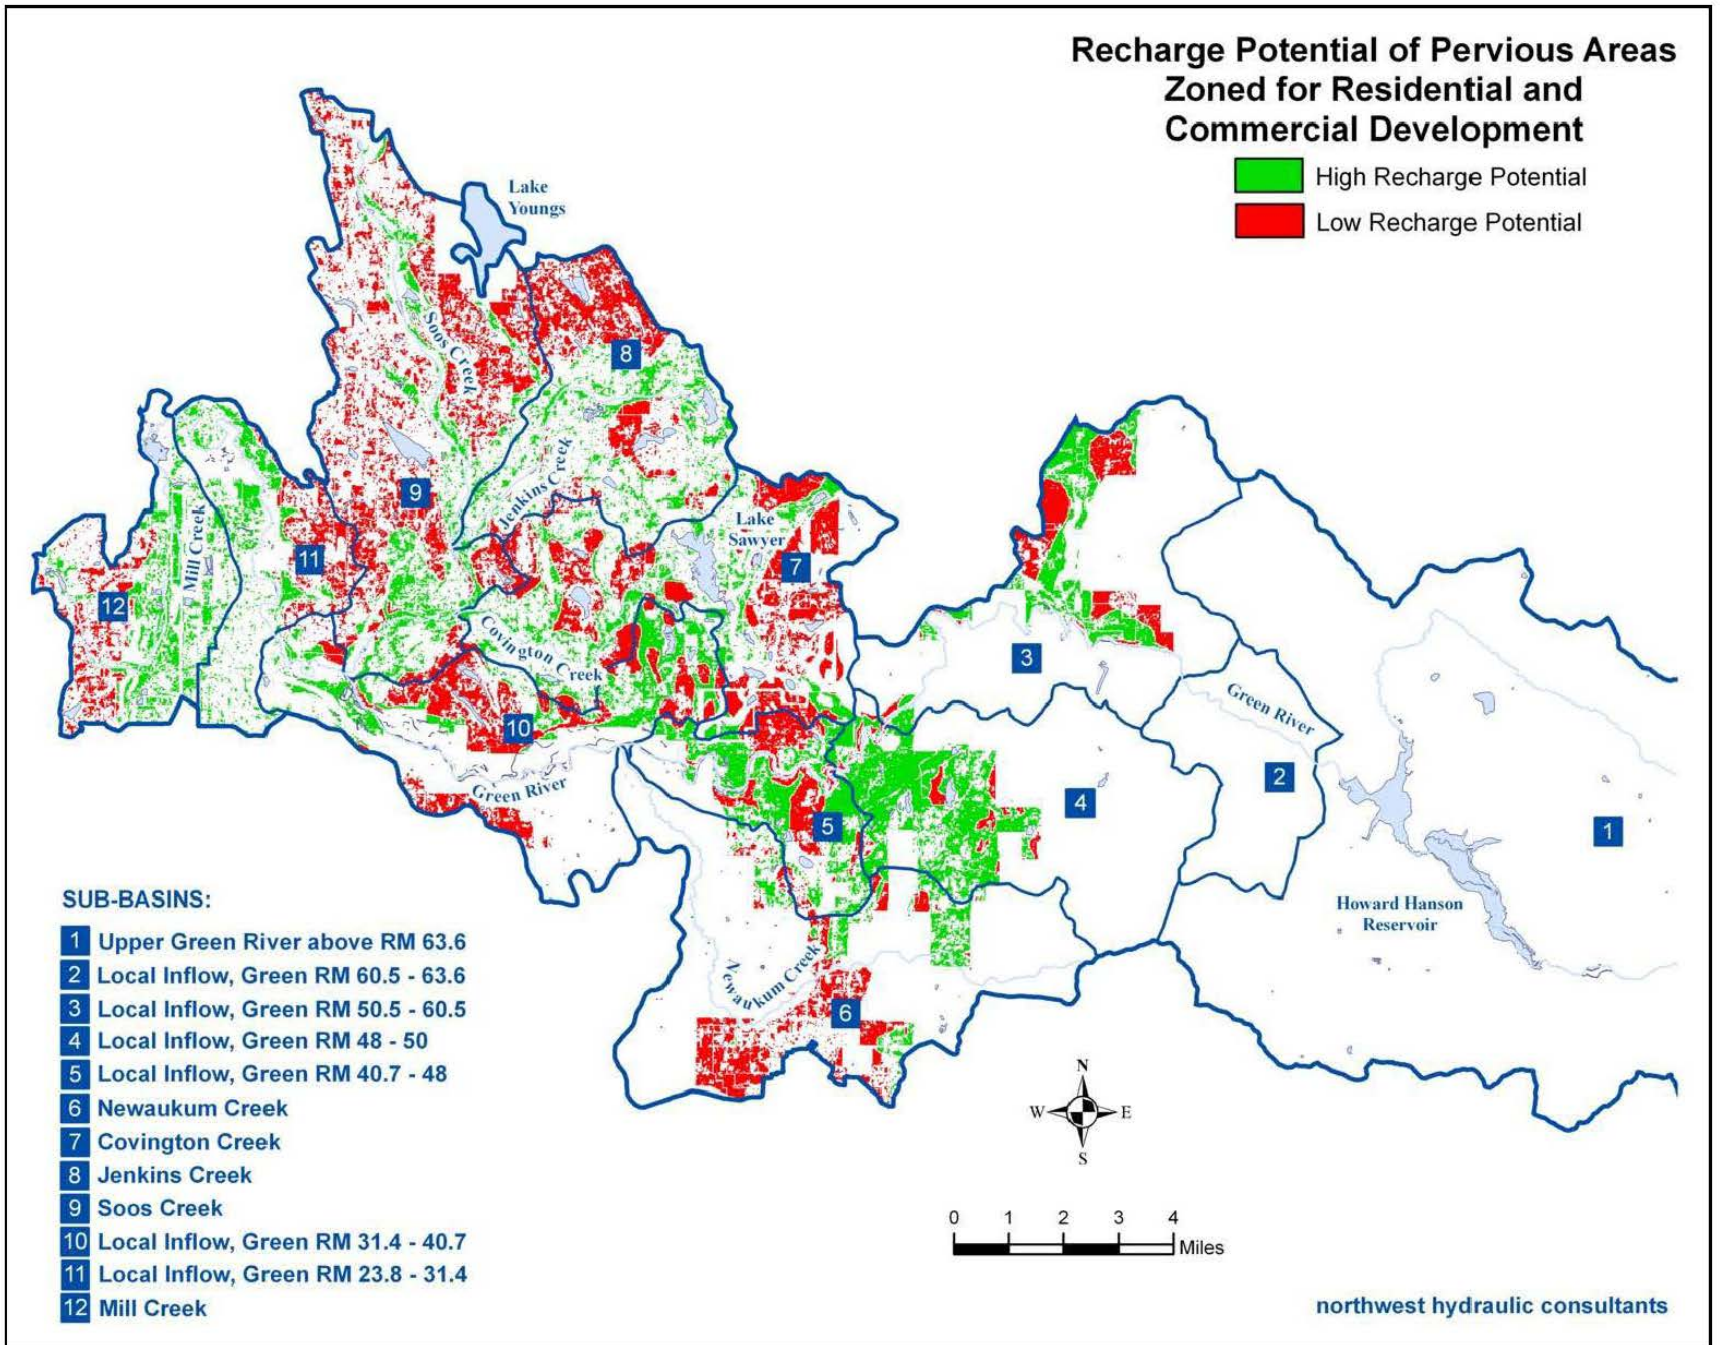 Recharge Potential of Pervious Areas
Zoned for Residential and
Commercial Development
High Recharge Potential
Low Recharge Potential
Lake
Youngs
Soos Creek
8
Jenkins Creek
9
Lake
Sawyer
7
Mill Creek
11
12
Covington Creek
3
Green River
10
Green River
2
4
5
1
Howard Hanson
Reservoir
Newaukum Creek
6
SUB-BASINS:
1 Upper Green River above RM 63.6
2 Local Inflow, Green RM 60.5 - 63.6
3 Local Inflow, Green RM 50.5 - 60.5
4 Local Inflow, Green RM 48 - 50
5 Local Inflow, Green RM 40.7 - 48
6 Newaukum Creek
7 Covington Creek
8 Jenkins Creek
9 Soos Creek
10 Local Inflow, Green RM 31.4 - 40.7
11 Local Inflow, Green RM 23.8 - 31.4
12 Mill Creek
N
W E
S
0 1 2 3 4
Miles
northwest hydraulic consultants